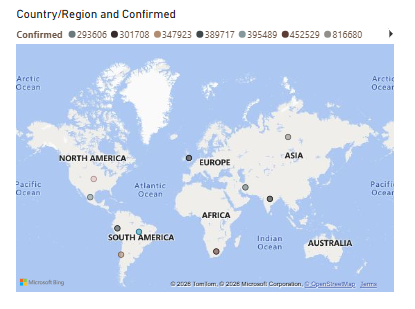 Country/Region and Confirmed
Confirmed 293606 301708 347923 389717 395489 452529 816680
Arctic Ocean
Arctic Ocean
NORTH AMERICA
EUROPE
ASIA
Pacific Ocean
Atlantic Ocean
Pacific Ocean
AFRICA
SOUTH AMERICA
Indian Ocean
AUSTRALIA
Microsoft Bing
© 2026 TomTom, © 2026 Microsoft Corporation, © OpenStreetMap Terms